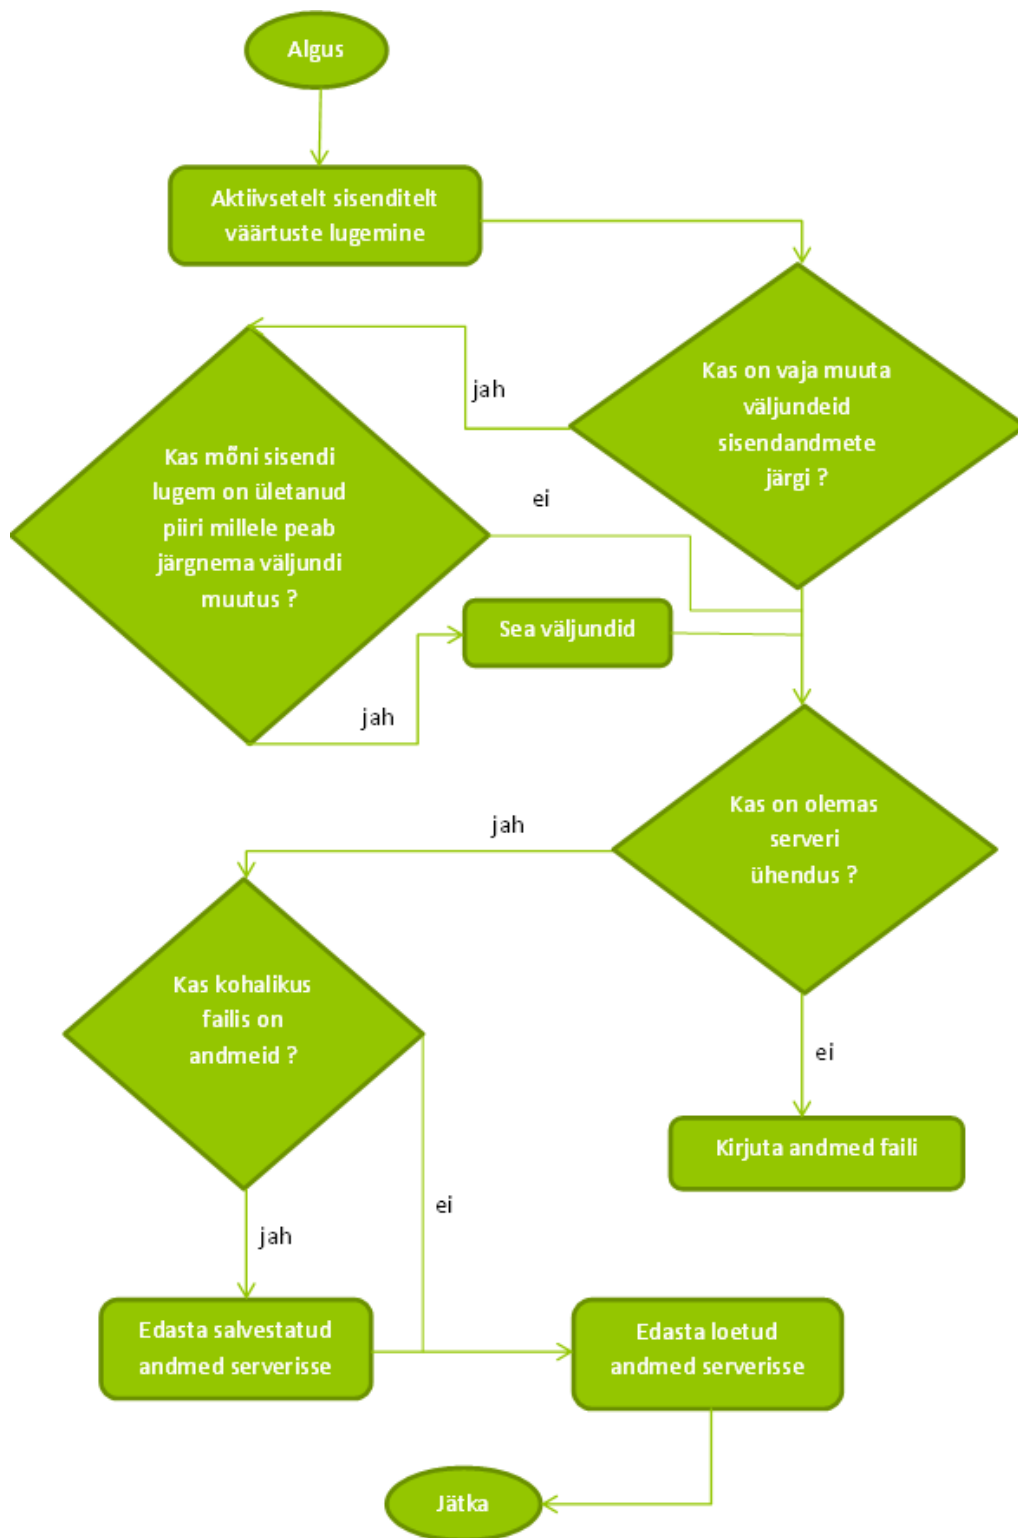 Algus
Aktiivsetelt sisenditelt
väärtuste lugemine
Kas on vaja muuta
väljundeid
sisendandmete
järgi ?
jah
Kas mõni sisendi
lugem on ületanud
piiri millele peab
järgnema väljundi
muutus ?
ei
Sea väljundid
jah
Kas on olemas
serveri
ühendus ?
jah
Kas kohalikus
failis on
andmeid ?
ei
Kirjuta andmed faili
ei
jah
Edasta salvestatud
andmed serverisse
Edasta loetud
andmed serverisse
Jätka